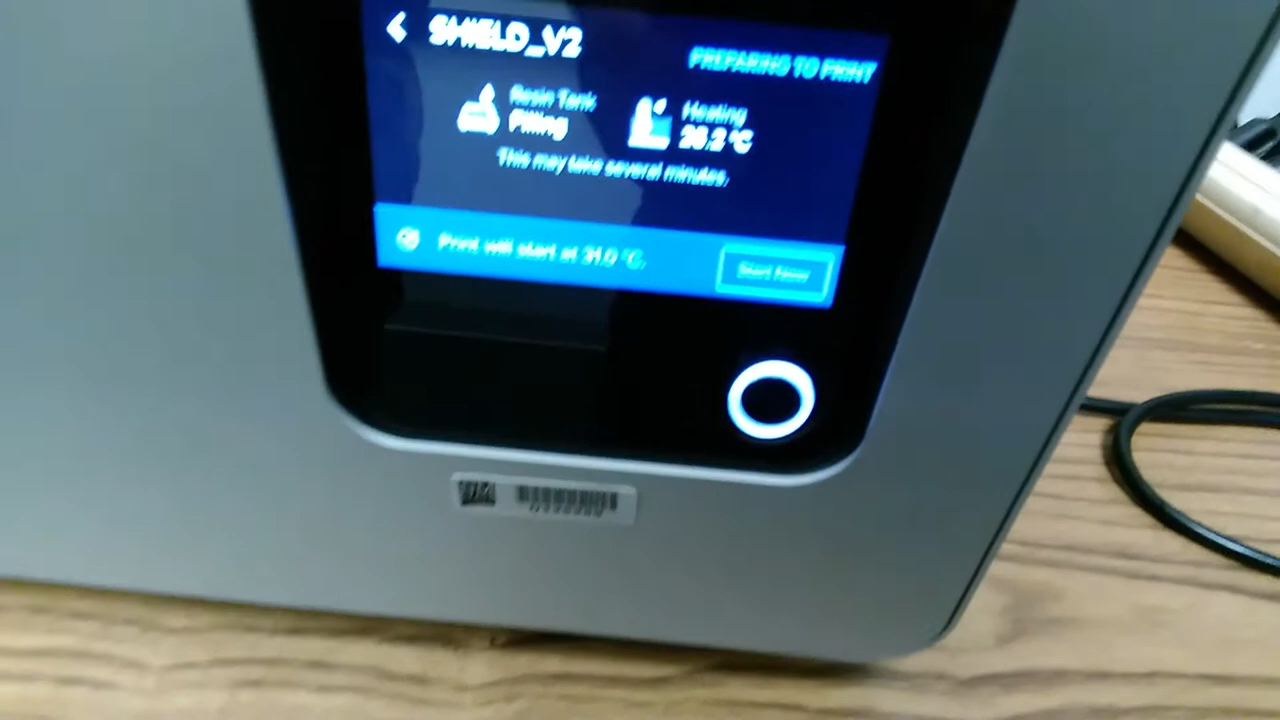 SHIELD_V2
PREPARING TO PRINT
Resin Tank
Filling
Heating
26.2 °C
This may take several minutes.
Print will start at 31.0 °C.
Start Now